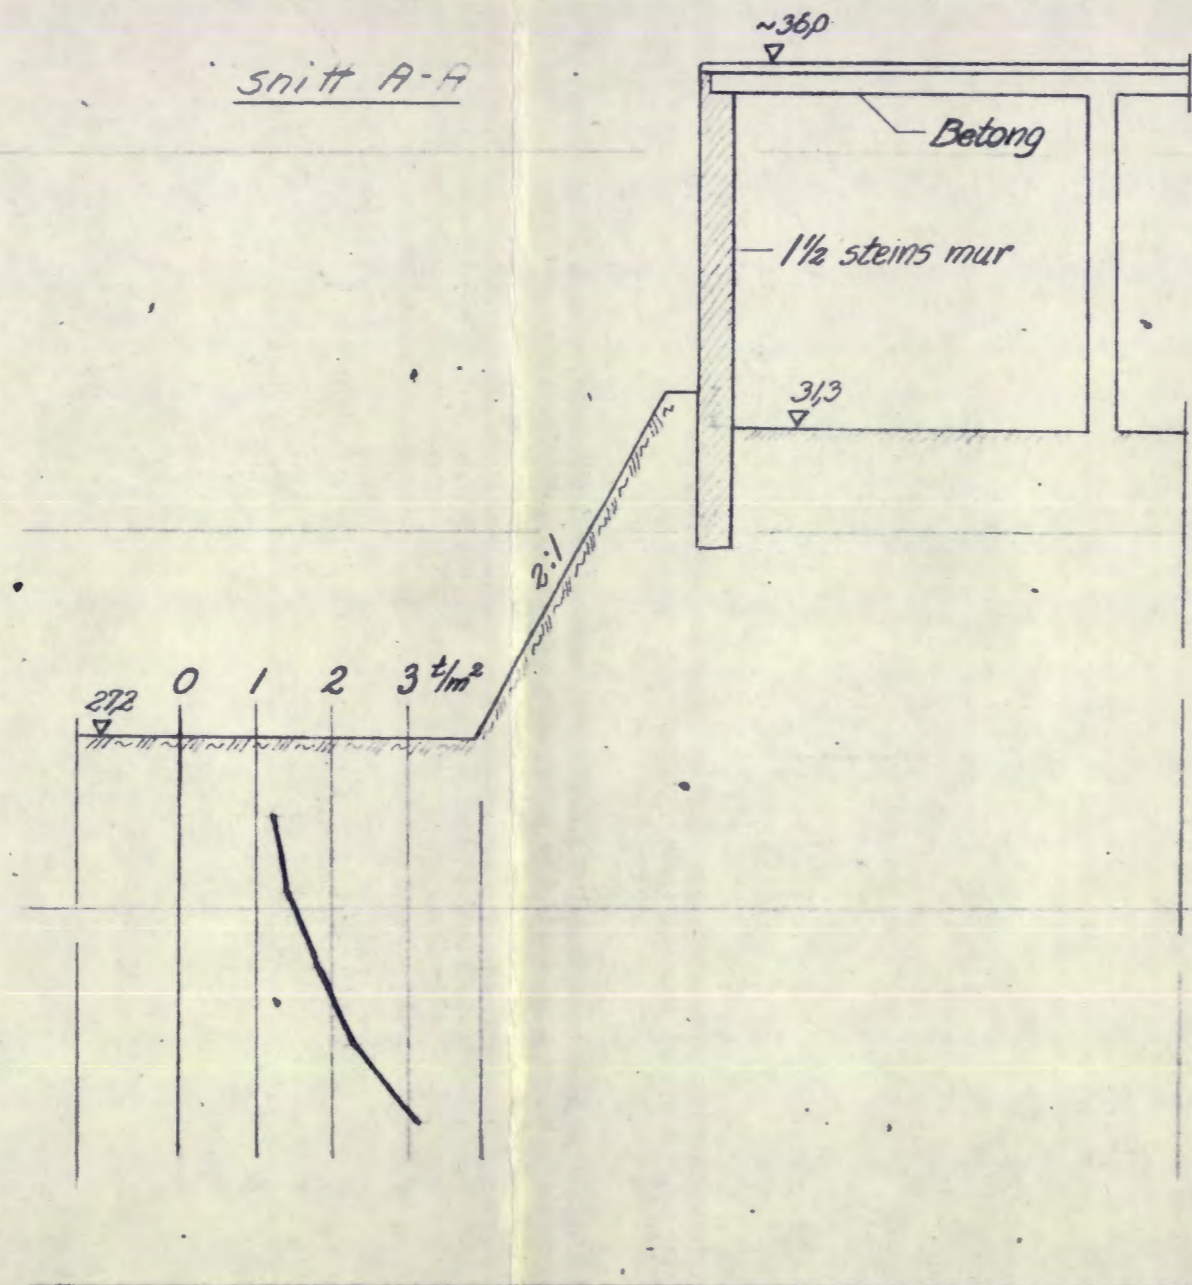 ~36,0
snitt A-A
Betong
1½ steins mur
31,3
2:1
0 1 2 3 t/m²
27,2